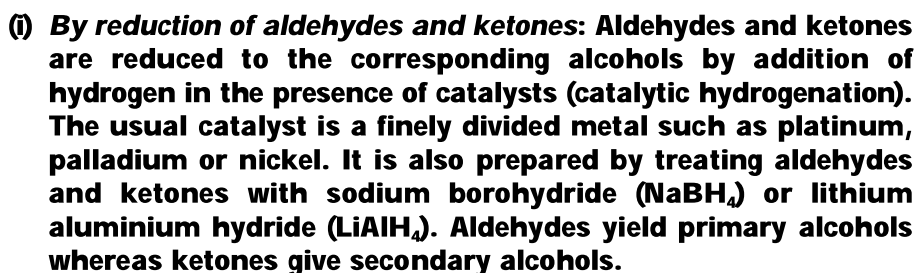 (i) By reduction of aldehydes and ketones: Aldehydes and ketones
are reduced to the corresponding alcohols by addition of
hydrogen in the presence of catalysts (catalytic hydrogenation).
The usual catalyst is a finely divided metal such as platinum,
palladium or nickel. It is also prepared by treating aldehydes
and ketones with sodium borohydride (NaBH₄) or lithium
aluminium hydride (LiAlH₄). Aldehydes yield primary alcohols
whereas ketones give secondary alcohols.